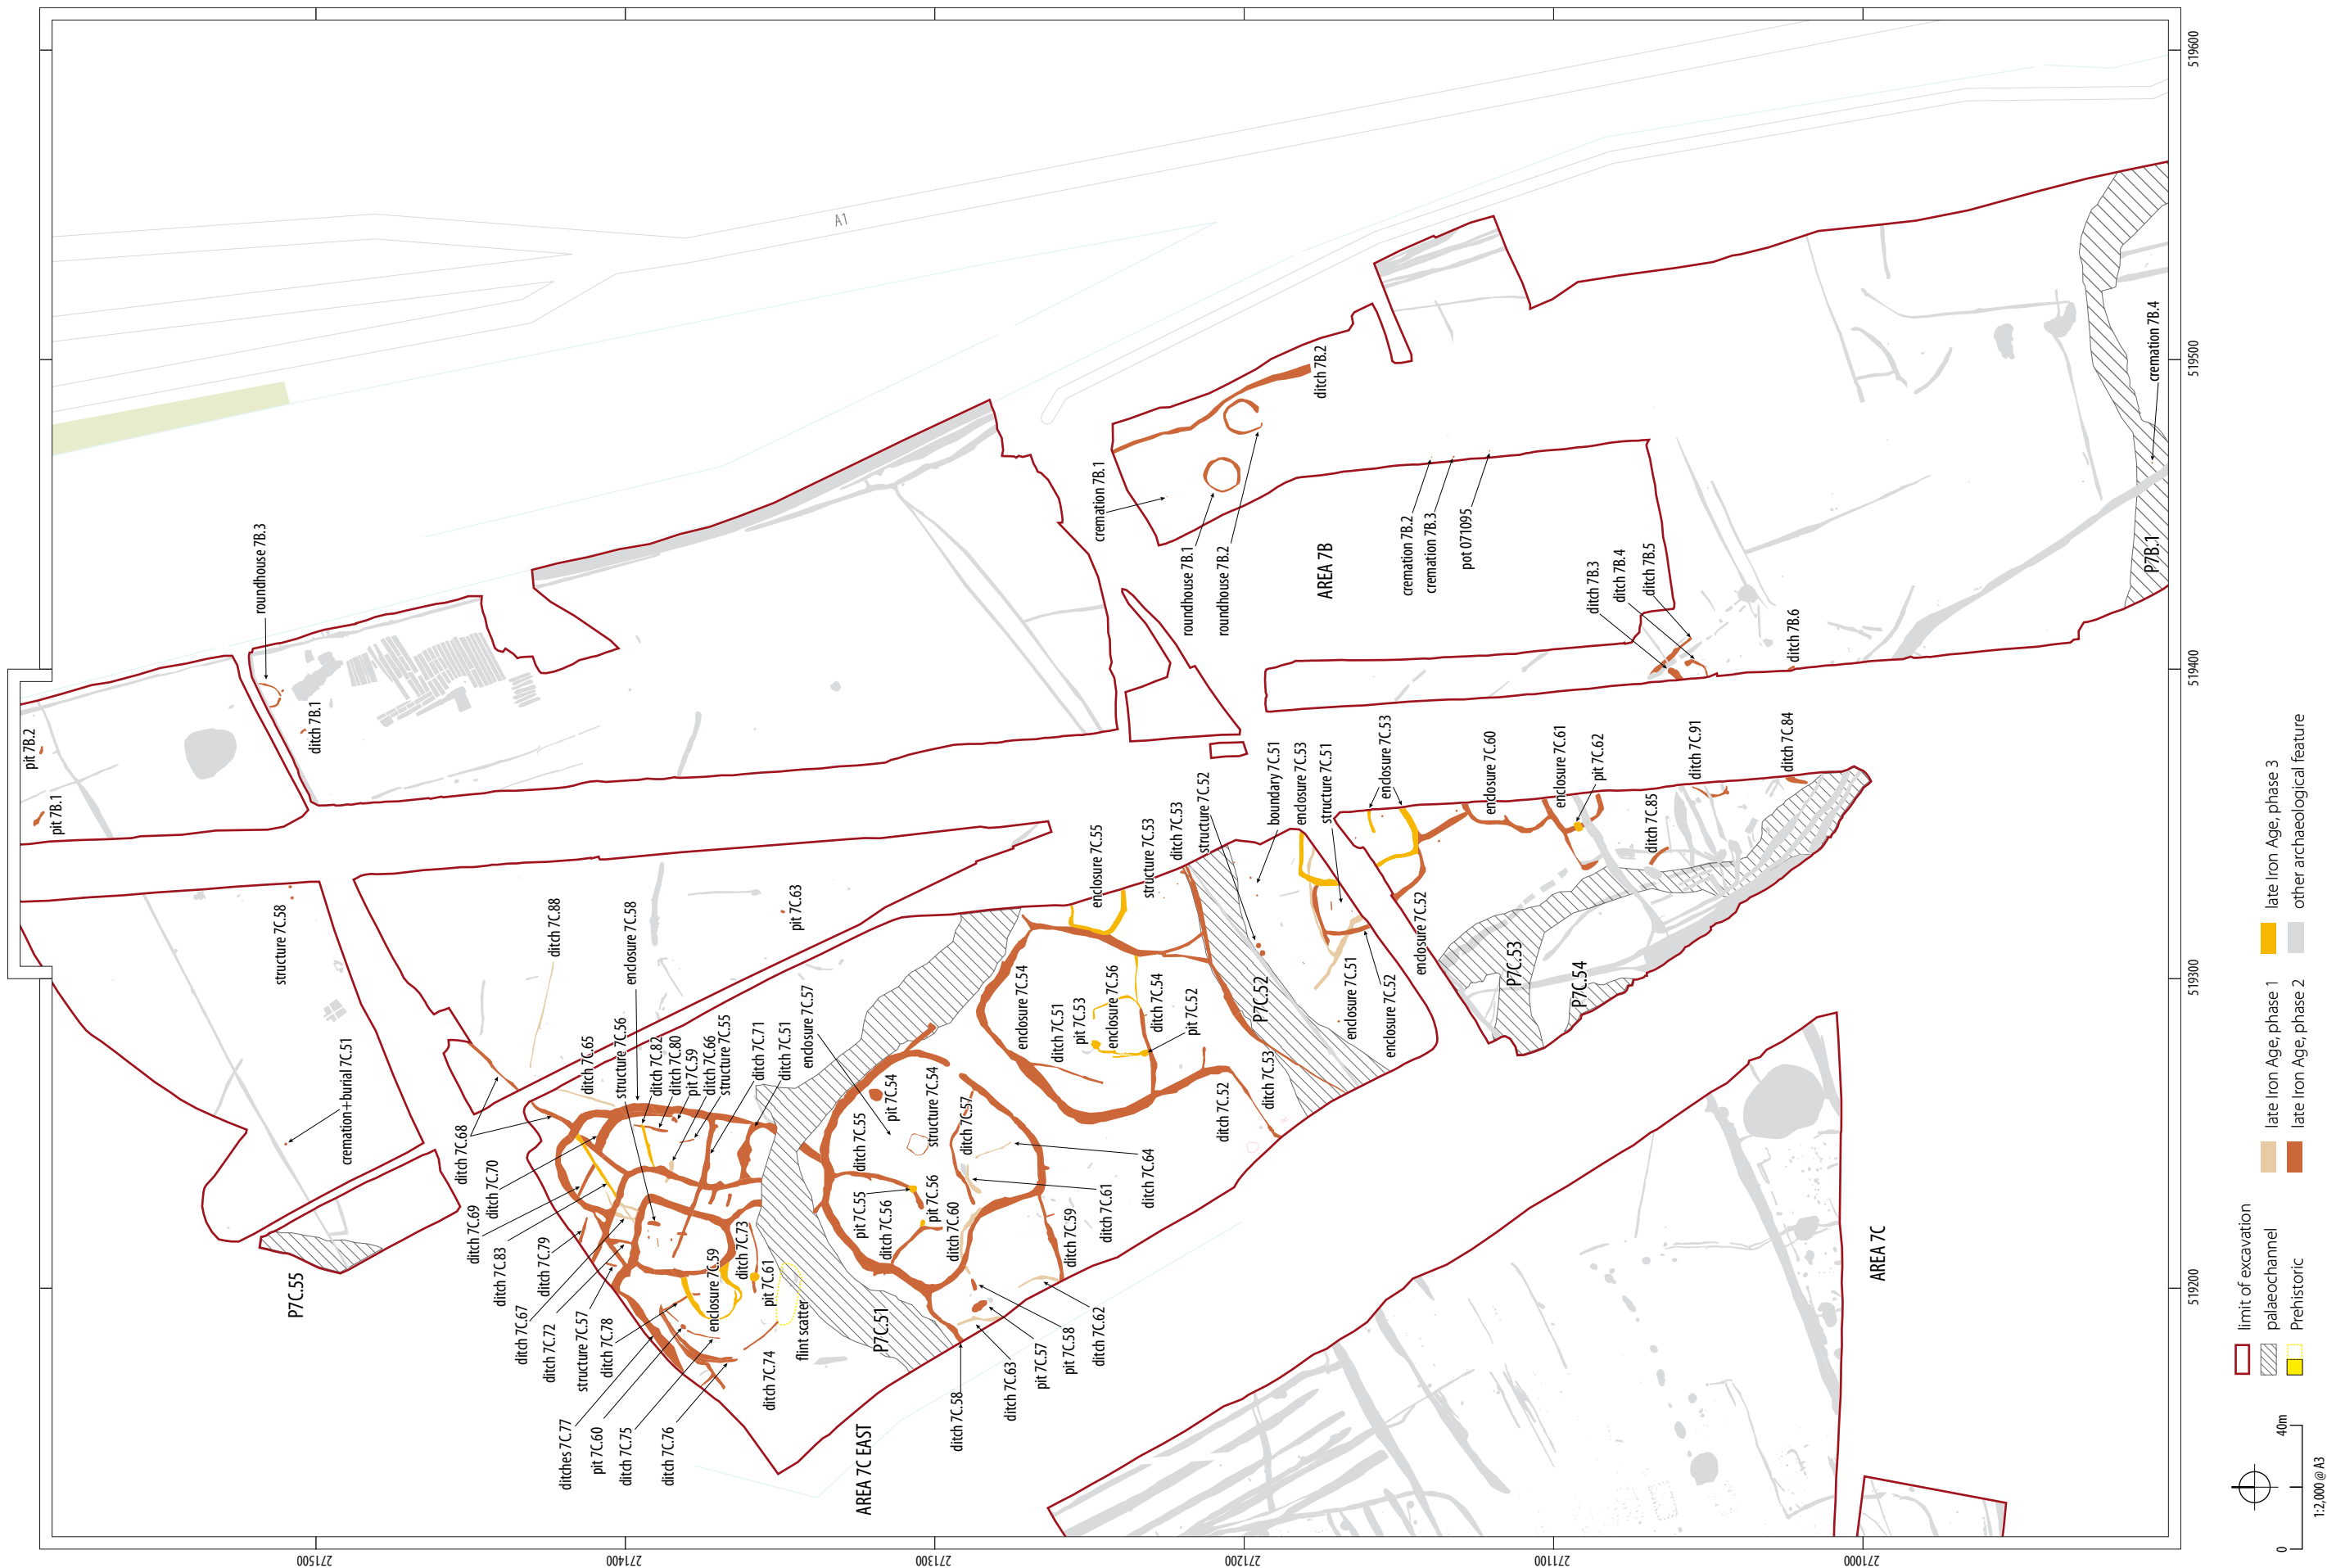 pit 7B.2
pit 7B.1
roundhouse 7B.3
ditch 7B.1
structure 7C.58
cremation+burial 7C.51
P7C.55
A1
ditch 7C.88
enclosure 7C.58
pit 7C.63
ditch 7C.68
ditch 7C.70
ditch 7C.69
ditch 7C.83
ditch 7C.79
ditch 7C.67
ditch 7C.72
structure 7C.57
ditch 7C.78
ditches 7C.77
pit 7C.60
ditch 7C.75
ditch 7C.76
ditch 7C.65
structure 7C.56
ditch 7C.82
ditch 7C.80
pit 7C.59
ditch 7C.66
structure 7C.55
ditch 7C.71
ditch 7C.51
enclosure 7C.57
enclosure 7C.59
ditch 7C.73
pit 7C.61
flint scatter
ditch 7C.74
AREA 7C EAST
P7C.51
ditch 7C.55
pit 7C.54
structure 7C.54
ditch 7C.57
pit 7C.55
ditch 7C.56
pit 7C.56
ditch 7C.60
ditch 7C.58
ditch 7C.63
pit 7C.57
pit 7C.58
ditch 7C.62
ditch 7C.59
ditch 7C.61
ditch 7C.64
enclosure 7C.54
ditch 7C.51
pit 7C.53
enclosure 7C.56
ditch 7C.54
pit 7C.52
enclosure 7C.55
structure 7C.53
ditch 7C.53
structure 7C.52
ditch 7C.52
ditch 7C.53
P7C.52
boundary 7C.51
enclosure 7C.53
structure 7C.51
enclosure 7C.51
enclosure 7C.52
enclosure 7C.53
enclosure 7C.52
enclosure 7C.60
enclosure 7C.61
pit 7C.62
ditch 7C.85
ditch 7C.91
ditch 7C.84
P7C.53
P7C.54
AREA 7C
cremation 7B.1
roundhouse 7B.1
roundhouse 7B.2
ditch 7B.2
AREA 7B
cremation 7B.2
cremation 7B.3
pot 071095
ditch 7B.3
ditch 7B.4
ditch 7B.5
ditch 7B.6
P7B.1
cremation 7B.4
271500
271400
271300
271200
271100
271000
519200
519300
519400
519500
519600
limit of excavation
palaeochannel
Prehistoric
late Iron Age, phase 1
late Iron Age, phase 2
late Iron Age, phase 3
other archaeological feature
0
40m
1:2,000 @ A3